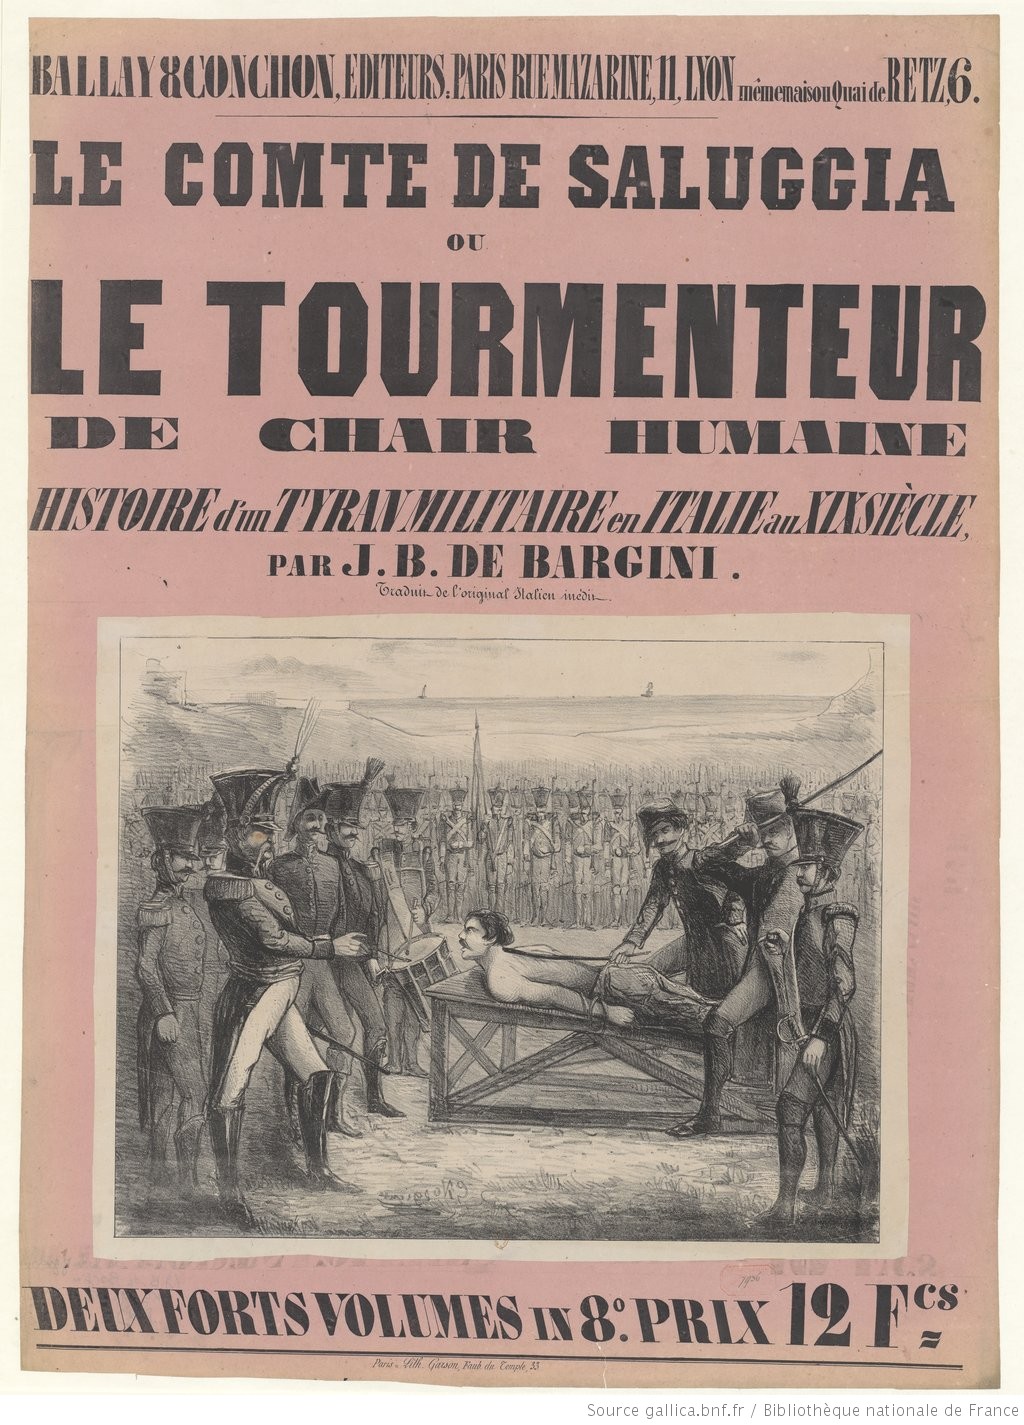 BALLAY & CONCHON, EDITEURS. PARIS RUE MAZARINE, 11, LYON même maison Quai de RETZ, 6.
LE COMTE DE SALUGGIA
OU
LE TOURMENTEUR
DE CHAIR HUMAINE
HISTOIRE d'un TYRAN MILITAIRE en ITALIE au XIX SIÈCLE,
PAR J. B. DE BARGINI.
Traduit de l'original Italien inédit
7936
DEUX FORTS VOLUMES IN 8º. PRIX 12 Fcs
Paris Lith. Garson, Faub. du Temple, 33
Source gallica.bnf.fr / Bibliothèque nationale de France